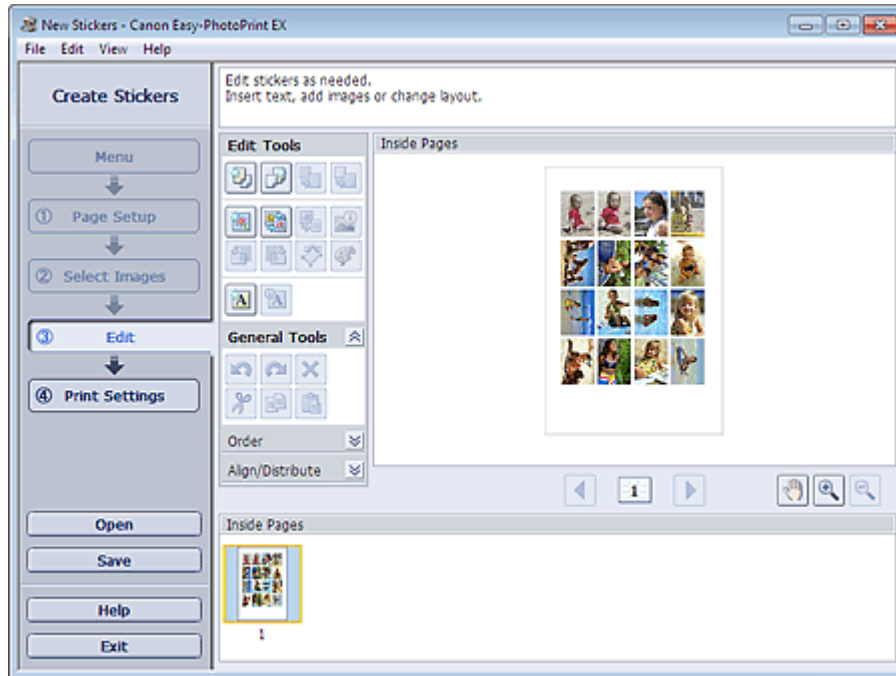 New Stickers - Canon Easy-PhotoPrint EX
File Edit View Help
Create Stickers
Edit stickers as needed.
Insert text, add images or change layout.
Menu
① Page Setup
② Select Images
③ Edit
④ Print Settings
Open
Save
Help
Exit
Edit Tools
A A
General Tools
Order
Align/Distribute
Inside Pages
1
Inside Pages
1